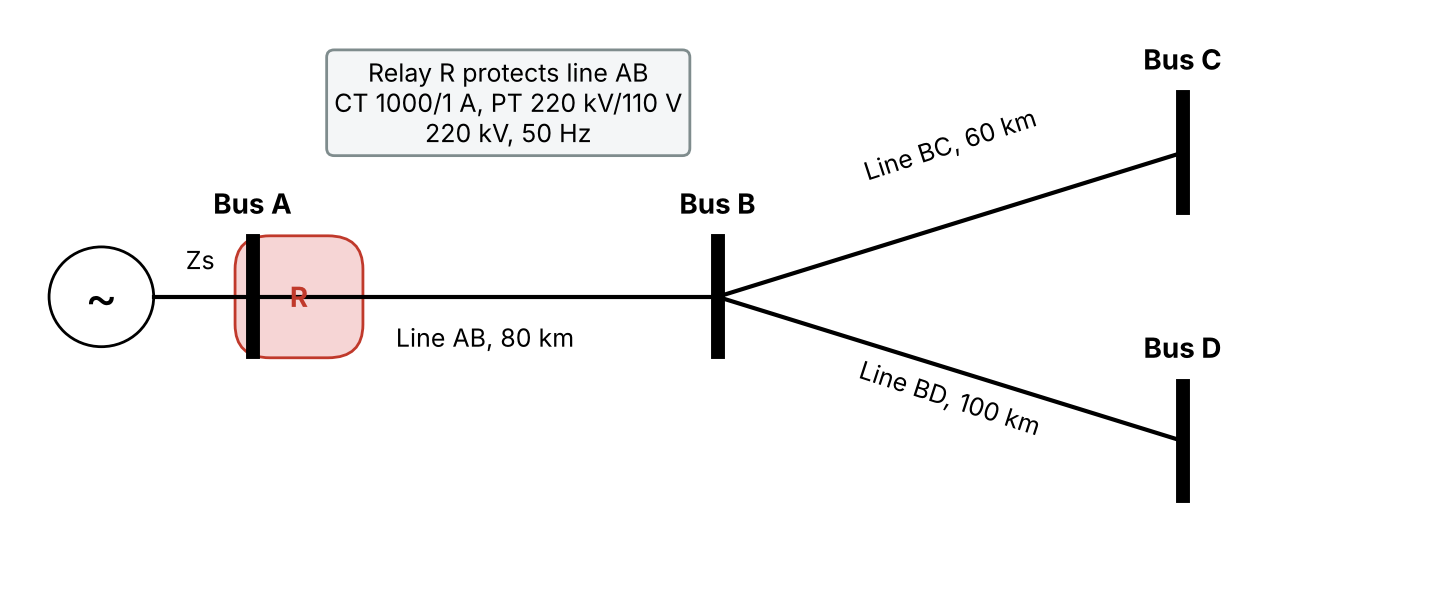 Relay R protects line AB
CT 1000/1 A, PT 220 kV/110 V
220 kV, 50 Hz
Bus C
Line BC, 60 km
Bus A
Bus B
Zs
~
R
Line AB, 80 km
Bus D
Line BD, 100 km